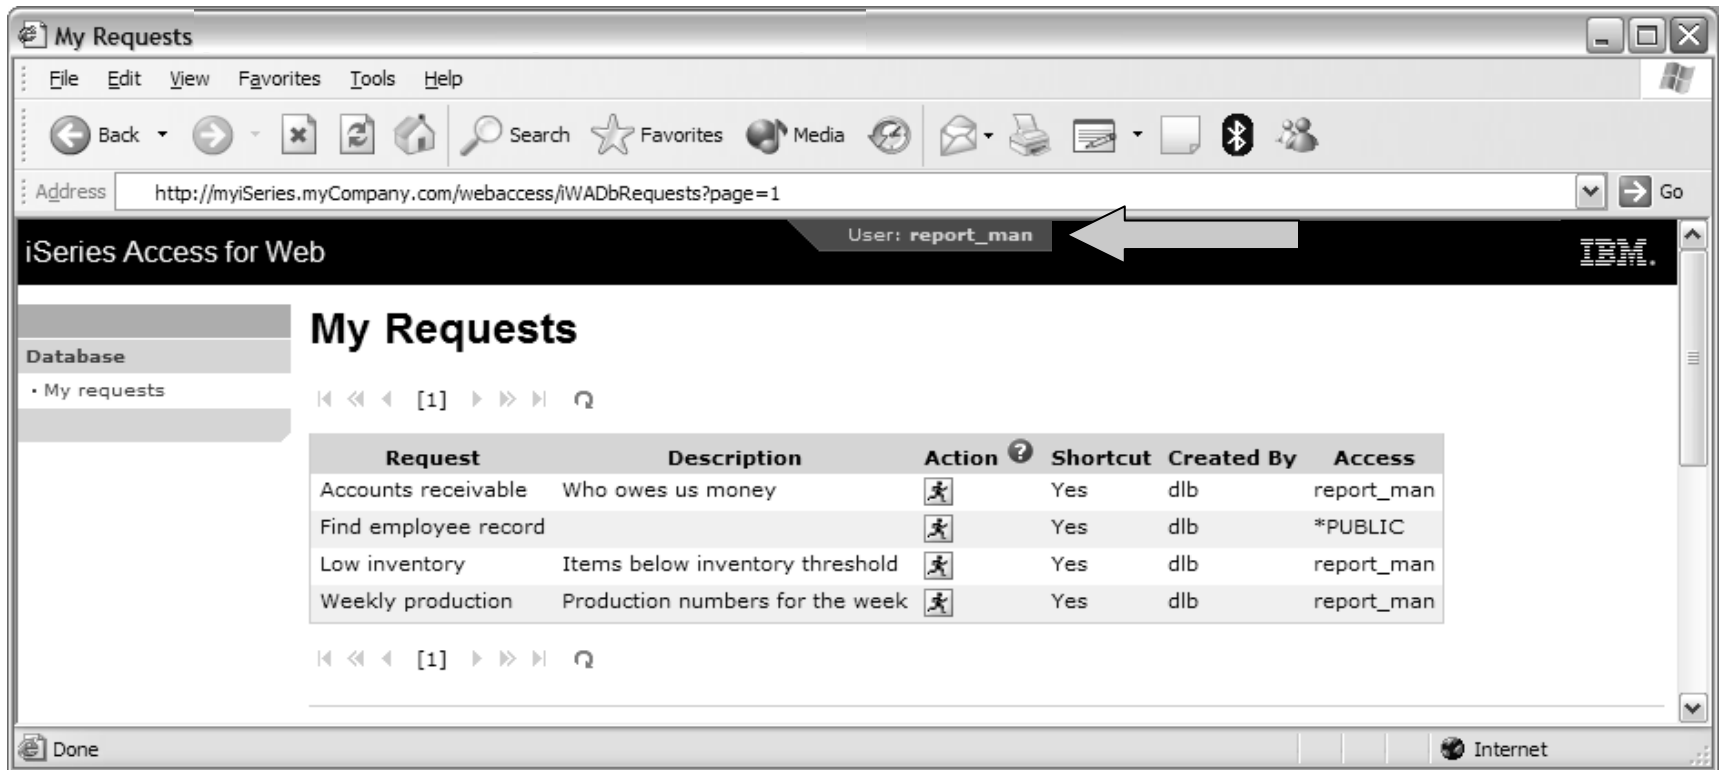 My Requests
File Edit View Favorites Tools Help
Back Search Favorites Media
Address http://myiSeries.myCompany.com/webaccess/iWADbRequests?page=1 Go
User: report_man
iSeries Access for Web IBM.
My Requests
Database
• My requests
[1]
Request Description Action ? Shortcut Created By Access
Accounts receivable Who owes us money Yes dlb report_man
Find employee record Yes dlb *PUBLIC
Low inventory Items below inventory threshold Yes dlb report_man
Weekly production Production numbers for the week Yes dlb report_man
[1]
Done Internet